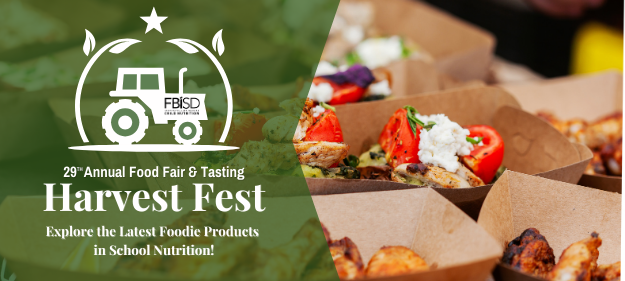 FBISD
CHILD NUTRITION
29TH Annual Food Fair & Tasting
Harvest Fest
Explore the Latest Foodie Products
in School Nutrition!